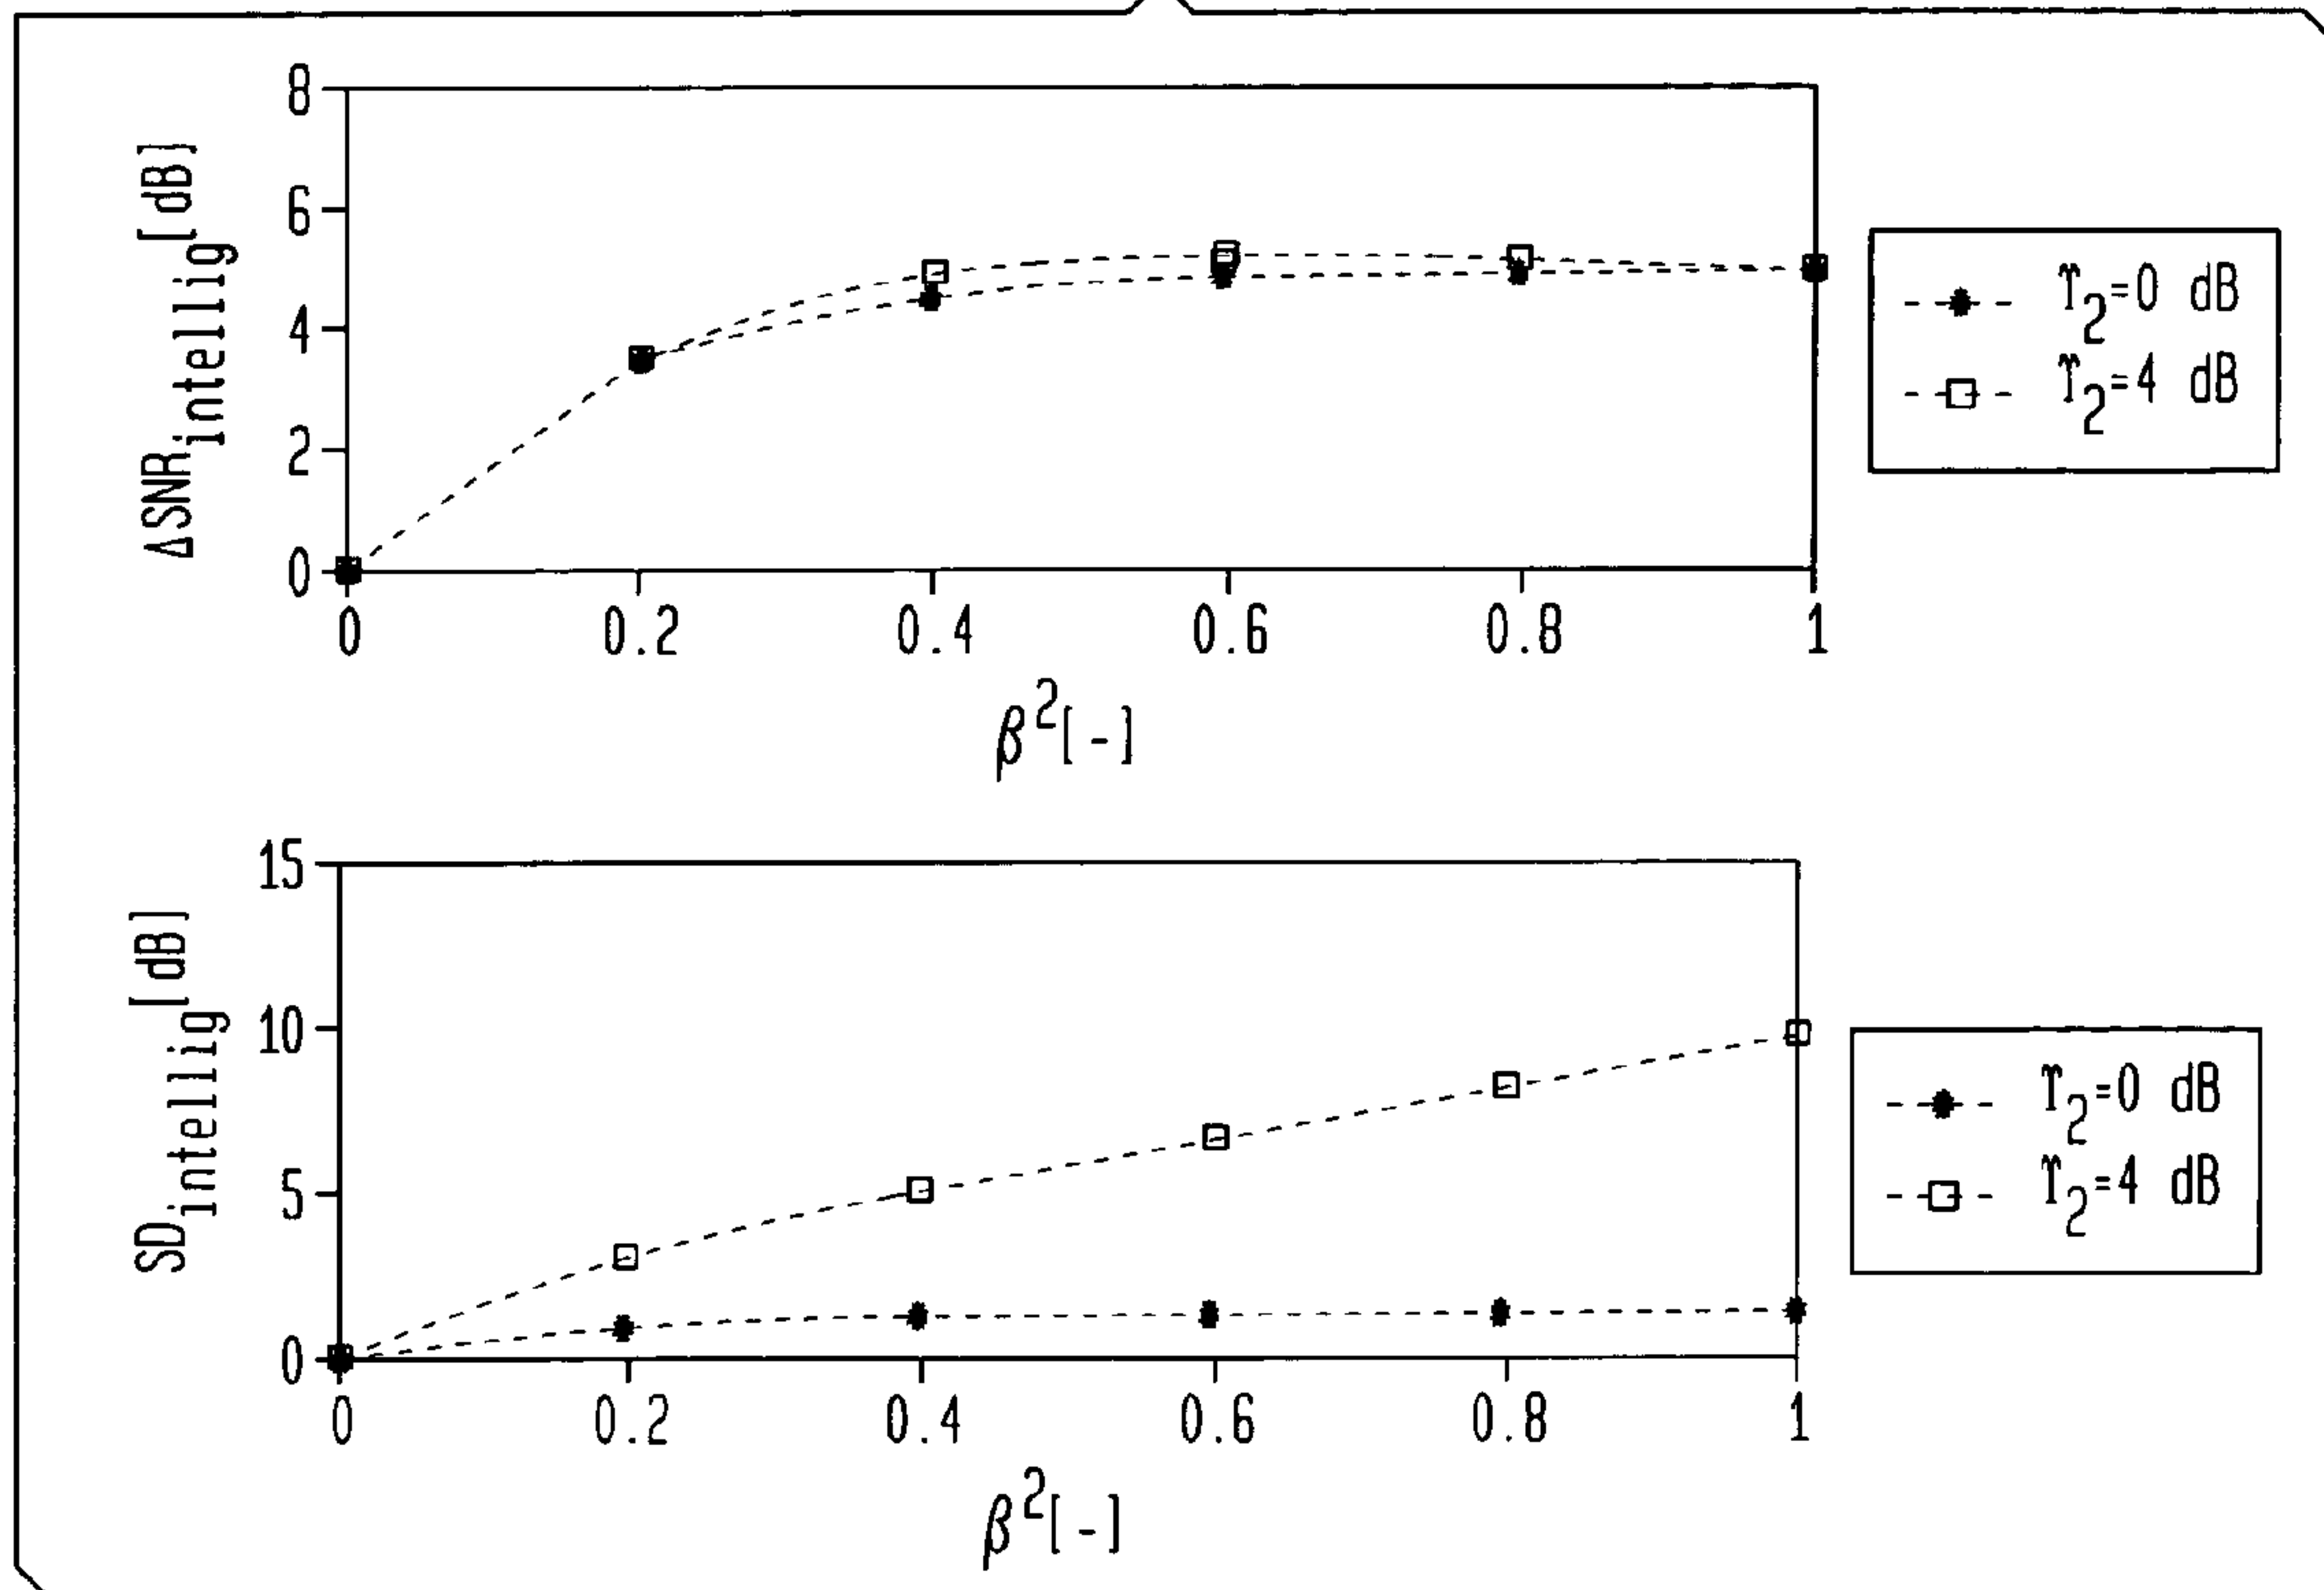 8
6
4
2
0
ΔSNRintellig[dB]
0 0.2 0.4 0.6 0.8 1
β²[-]
ϒ2=0 dB
ϒ2=4 dB
15
10
5
0
SDintellig[dB]
0 0.2 0.4 0.6 0.8 1
β²[-]
ϒ2=0 dB
ϒ2=4 dB